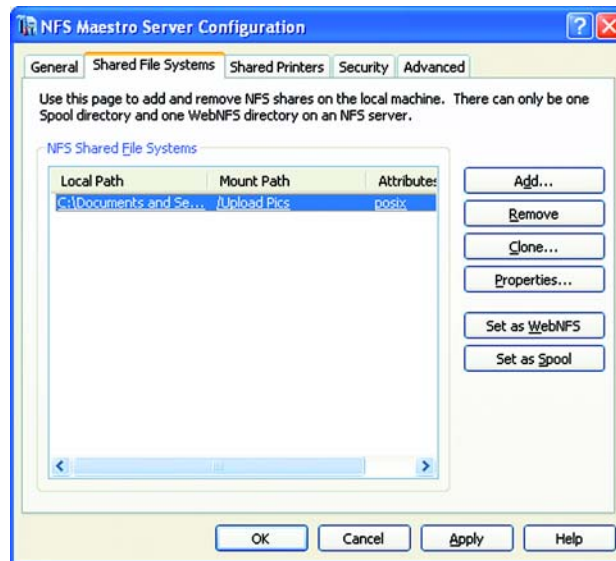 NFS Maestro Server Configuration
General Shared File Systems Shared Printers Security Advanced
Use this page to add and remove NFS shares on the local machine. There can only be one
Spool directory and one WebNFS directory on an NFS server.
NFS Shared File Systems
Local Path Mount Path Attributes
C:\Documents and Se... /Upload Pics posix
Add...
Remove
Clone...
Properties...
Set as WebNFS
Set as Spool
OK Cancel Apply Help